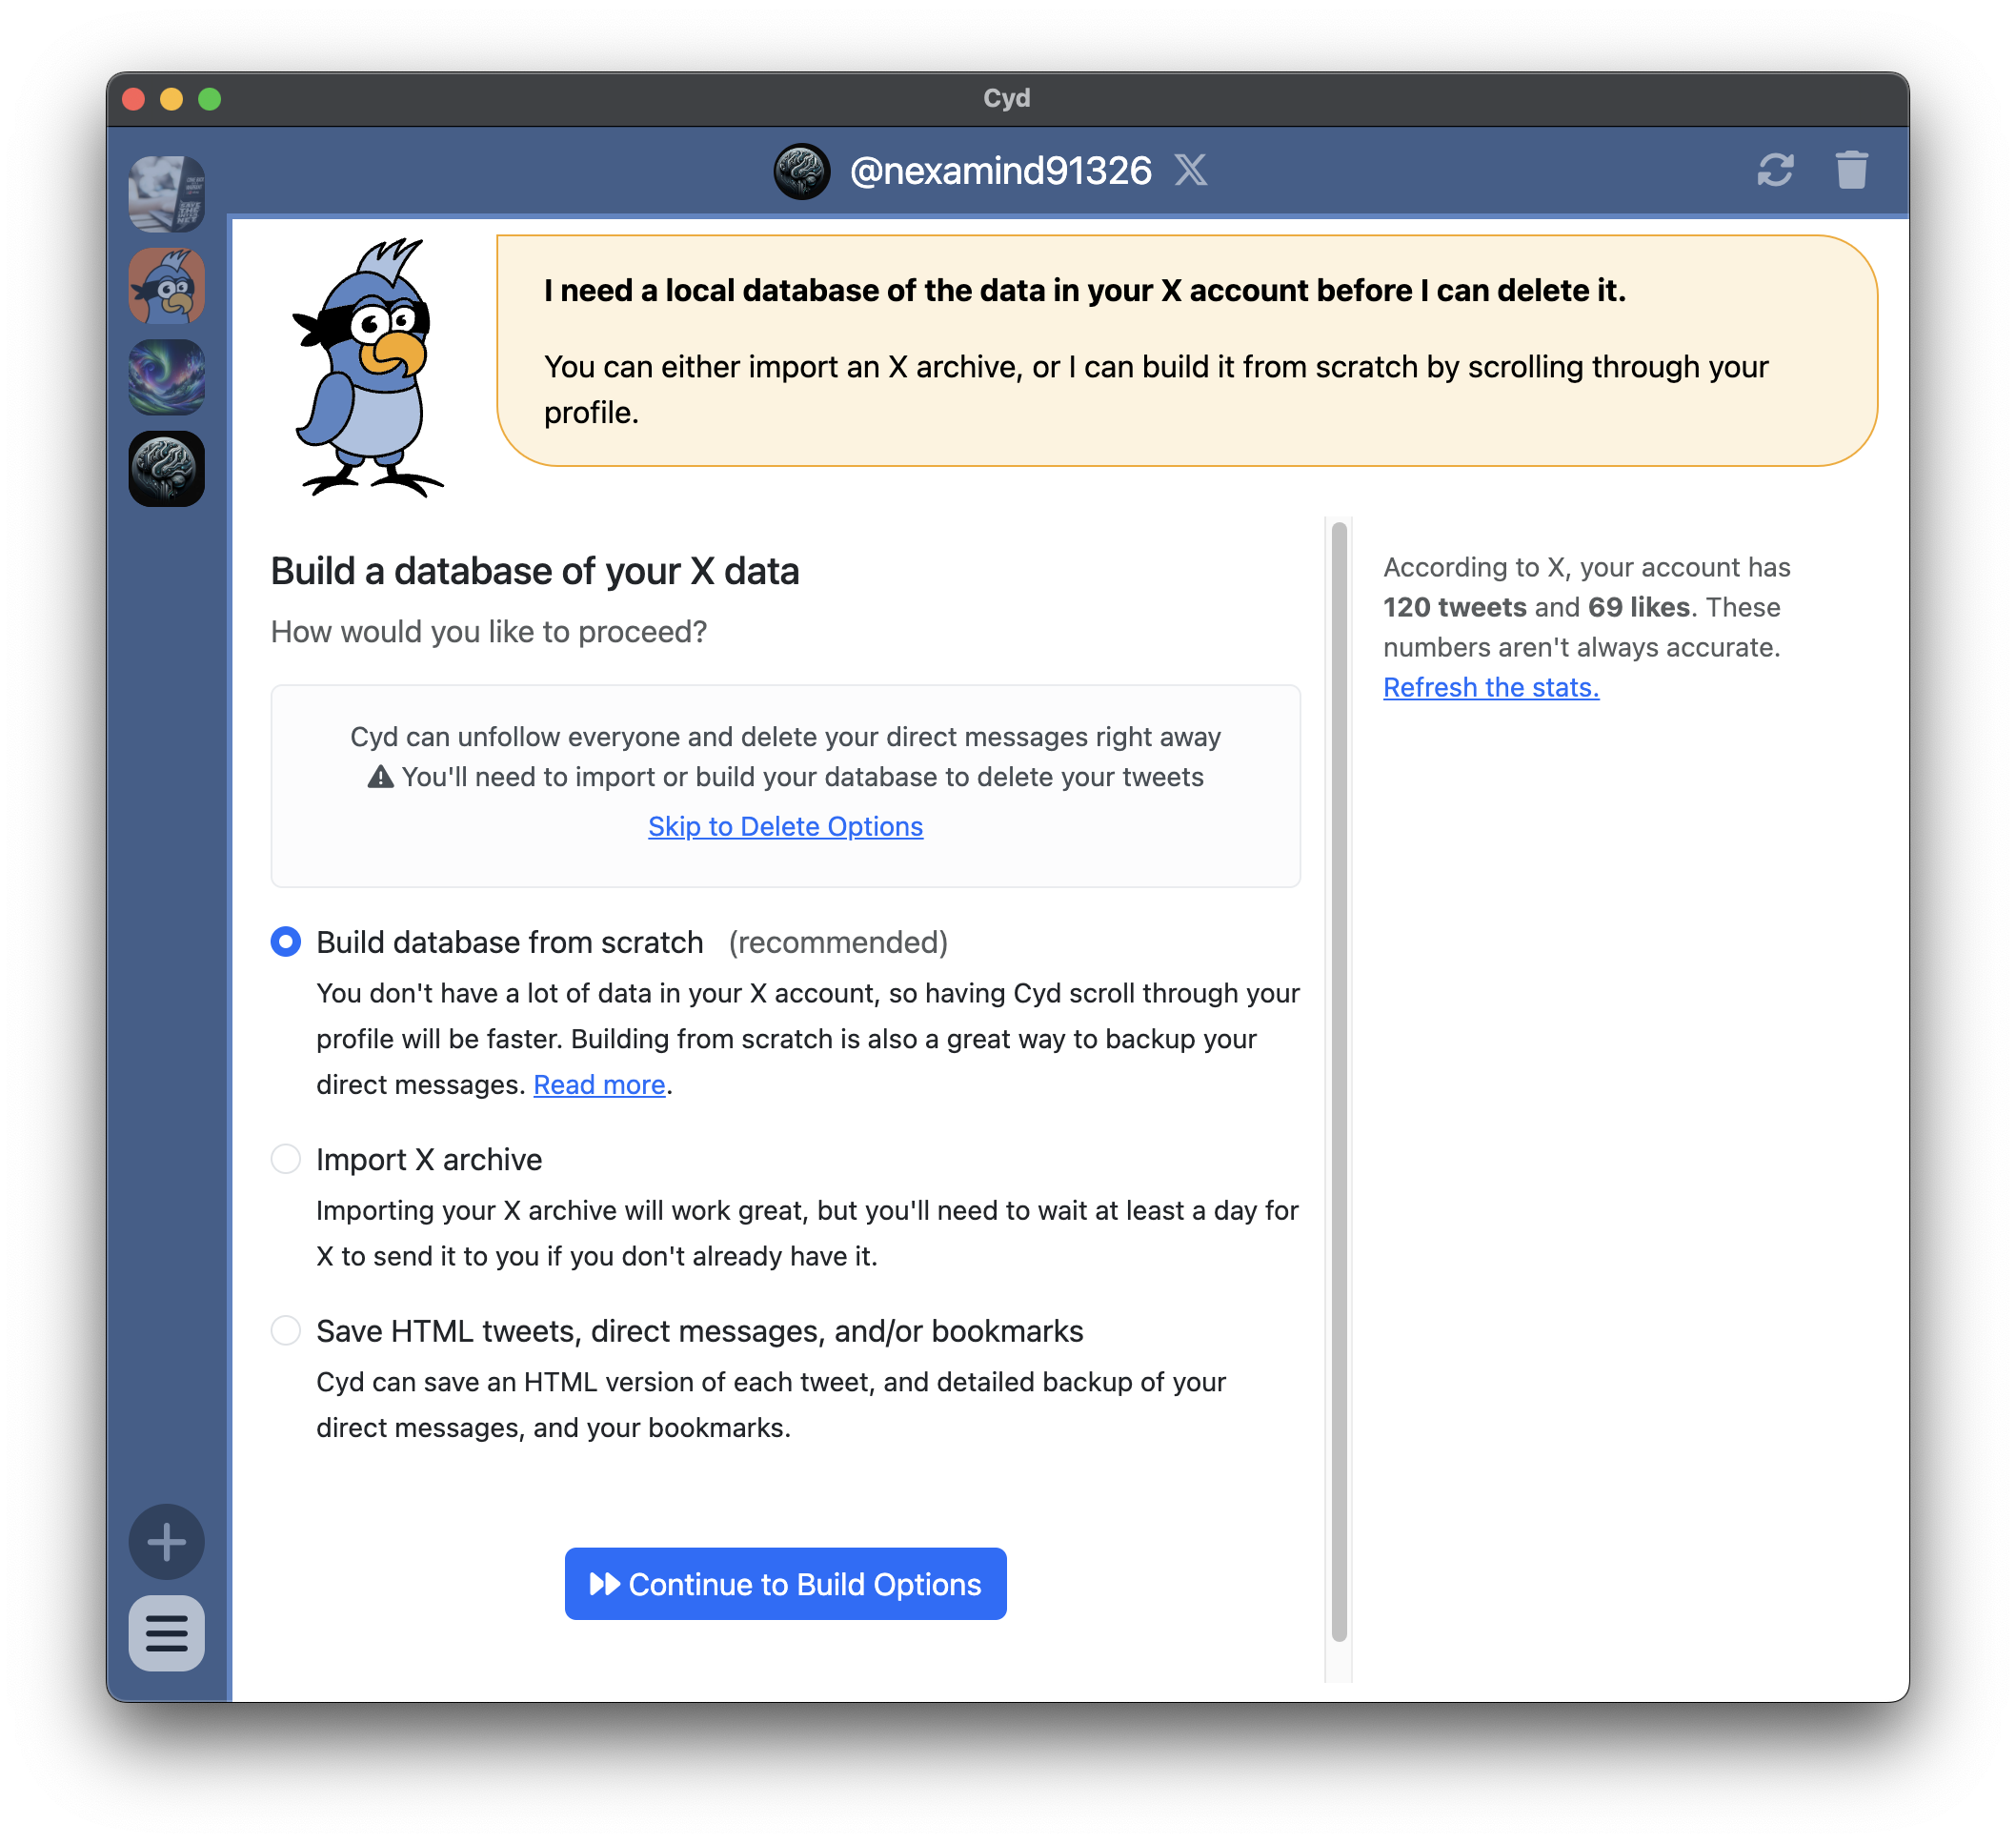 Cyd
@nexamind91326
I need a local database of the data in your X account before I can delete it.
You can either import an X archive, or I can build it from scratch by scrolling through your
profile.
Build a database of your X data
How would you like to proceed?
Cyd can unfollow everyone and delete your direct messages right away
You'll need to import or build your database to delete your tweets
Skip to Delete Options
Build database from scratch (recommended)
You don't have a lot of data in your X account, so having Cyd scroll through your
profile will be faster. Building from scratch is also a great way to backup your
direct messages. Read more.
Import X archive
Importing your X archive will work great, but you'll need to wait at least a day for
X to send it to you if you don't already have it.
Save HTML tweets, direct messages, and/or bookmarks
Cyd can save an HTML version of each tweet, and detailed backup of your
direct messages, and your bookmarks.
Continue to Build Options
According to X, your account has
120 tweets and 69 likes. These
numbers aren't always accurate.
Refresh the stats.